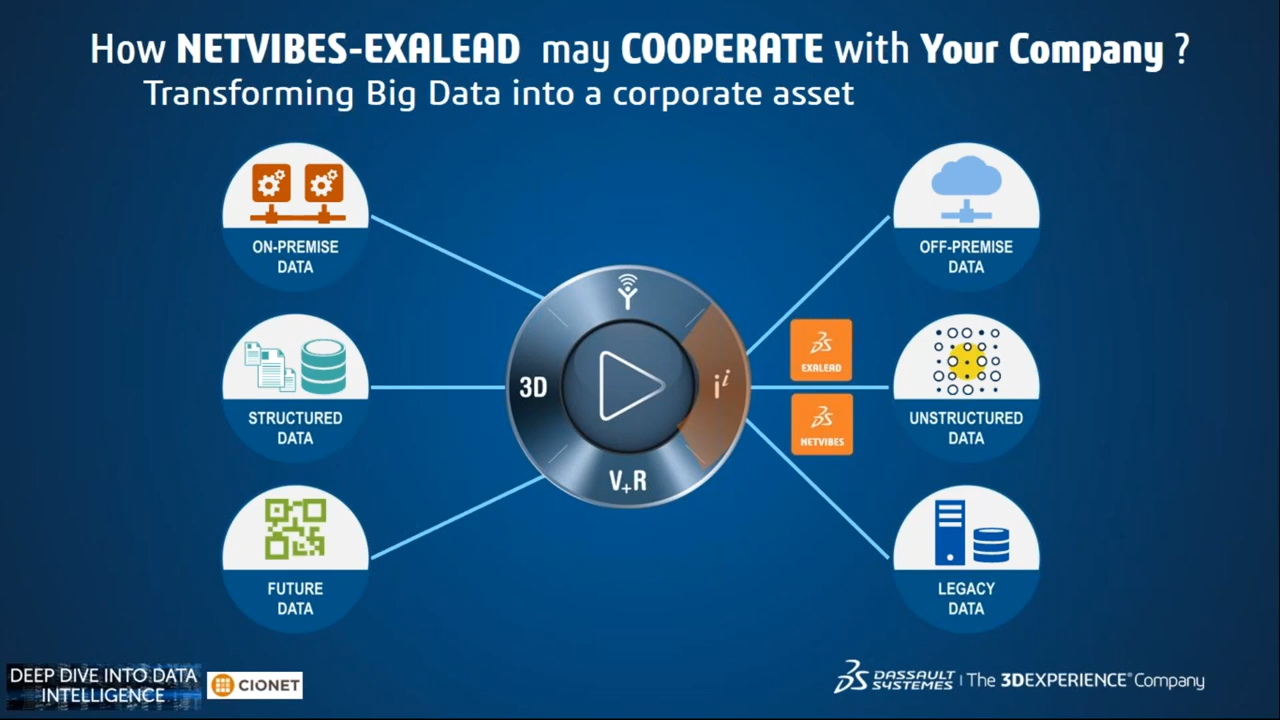 How NETVIBES-EXALEAD may COOPERATE with Your Company ?
Transforming Big Data into a corporate asset
ON-PREMISE
DATA
OFF-PREMISE
DATA
STRUCTURED
DATA
3D
i i
V+R
EXALEAD
NETVIBES
UNSTRUCTURED
DATA
FUTURE
DATA
LEGACY
DATA
DEEP DIVE INTO DATA
INTELLIGENCE
CIONET
DASSAULT
SYSTEMES
The 3DEXPERIENCE® Company